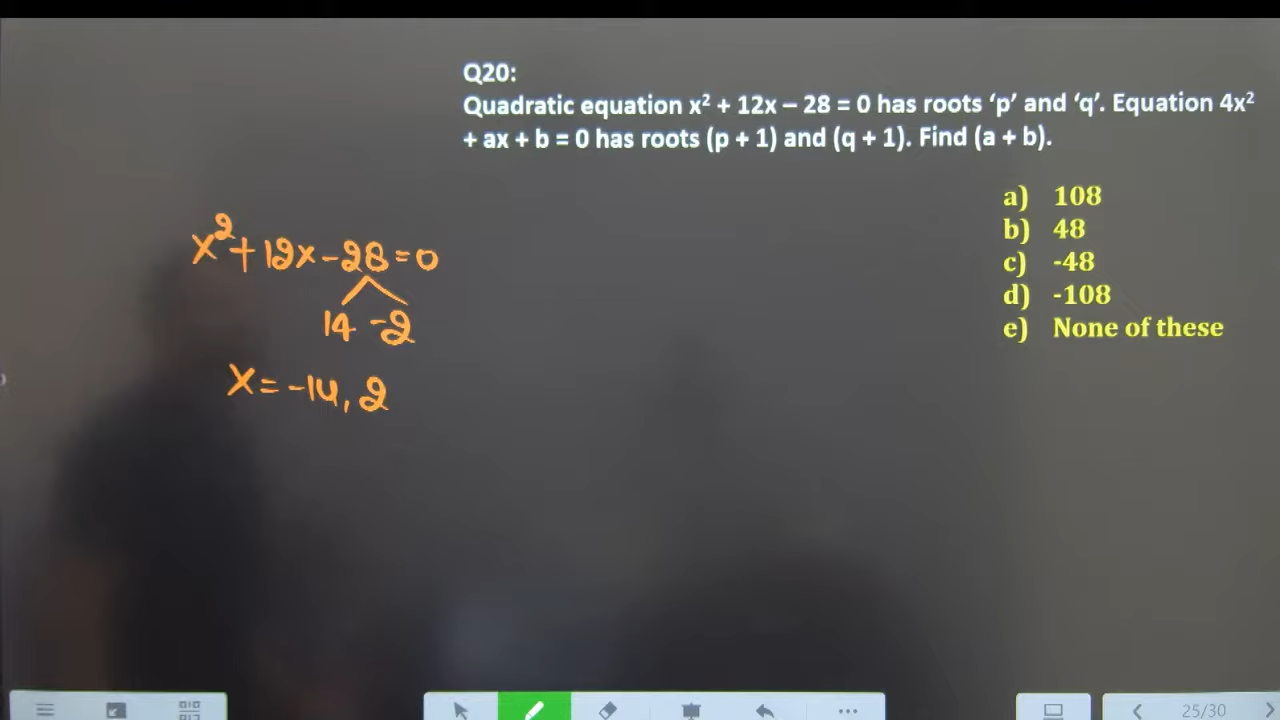 Q20:
Quadratic equation x² + 12x – 28 = 0 has roots ‘p’ and ‘q’. Equation 4x²
+ ax + b = 0 has roots (p + 1) and (q + 1). Find (a + b).
a) 108
b) 48
c) -48
d) -108
e) None of these
x² + 12x - 28 = 0
14 -2
x = -14, 2
25/30